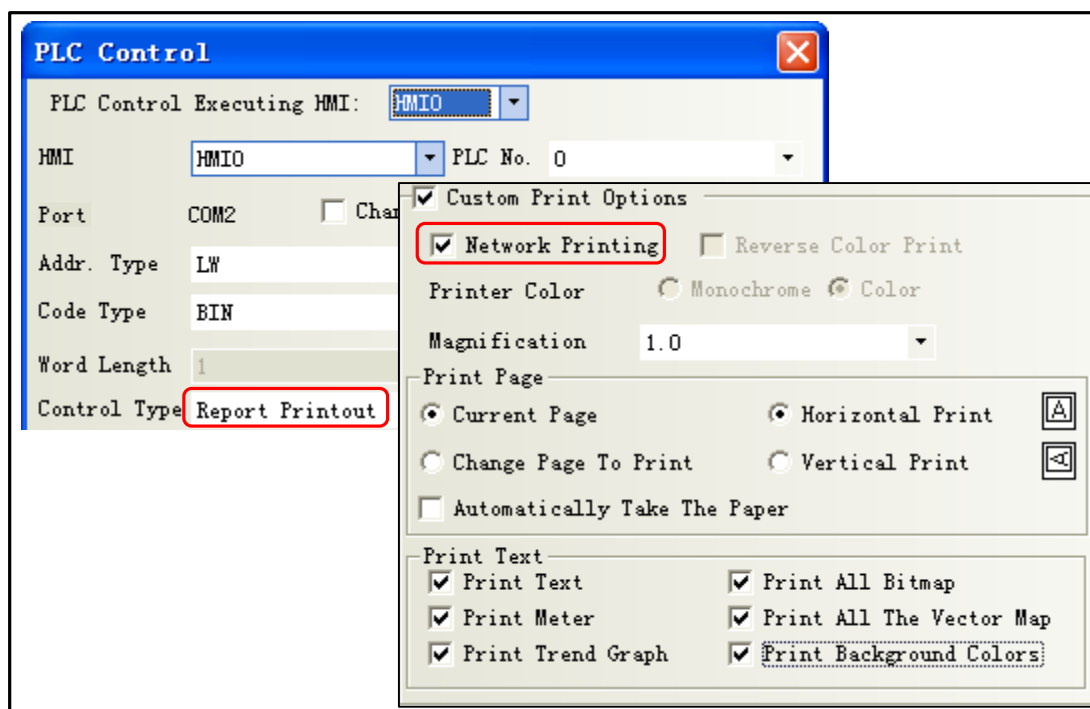 PLC Control
PLC Control Executing HMI: HMI0
HMI HMI0 PLC No. 0
Port COM2
Addr. Type LW
Code Type BIN
Word Length 1
Control Type Report Printout
Custom Print Options
Network Printing Reverse Color Print
Printer Color Monochrome Color
Magnification 1.0
Print Page
Current Page Horizontal Print A
Change Page To Print Vertical Print A
Automatically Take The Paper
Print Text
Print Text Print All Bitmap
Print Meter Print All The Vector Map
Print Trend Graph Print Background Colors